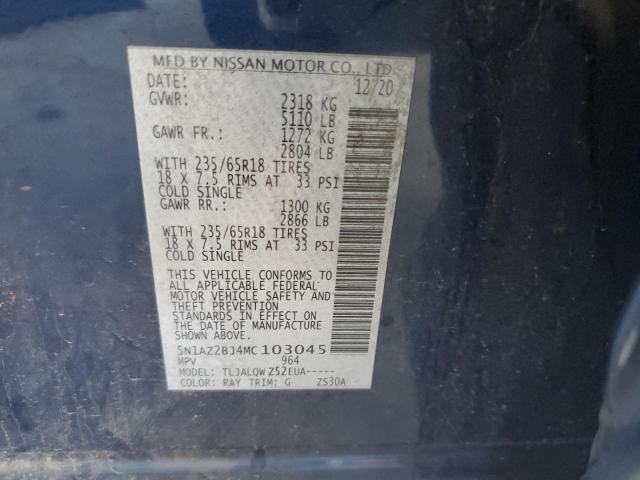 MFD BY NISSAN MOTOR CO., LTD.
DATE: 12/20
GVWR: 2318 KG
5110 LB
GAWR FR.: 1272 KG
2804 LB
WITH 235/65R18 TIRES
18 X 7.5 RIMS AT 33 PSI
COLD SINGLE
GAWR RR.: 1300 KG
2866 LB
WITH 235/65R18 TIRES
18 X 7.5 RIMS AT 33 PSI
COLD SINGLE
THIS VEHICLE CONFORMS TO
ALL APPLICABLE FEDERAL
MOTOR VEHICLE SAFETY AND
THEFT PREVENTION
STANDARDS IN EFFECT ON
THE DATE OF MANUFACTURE
SHOWN ABOVE.
5N1AZ2BJ4MC103045
MPV 964
MODEL: TLJALQWZ52EUA-----
COLOR: RAY TRIM: G ZS30A